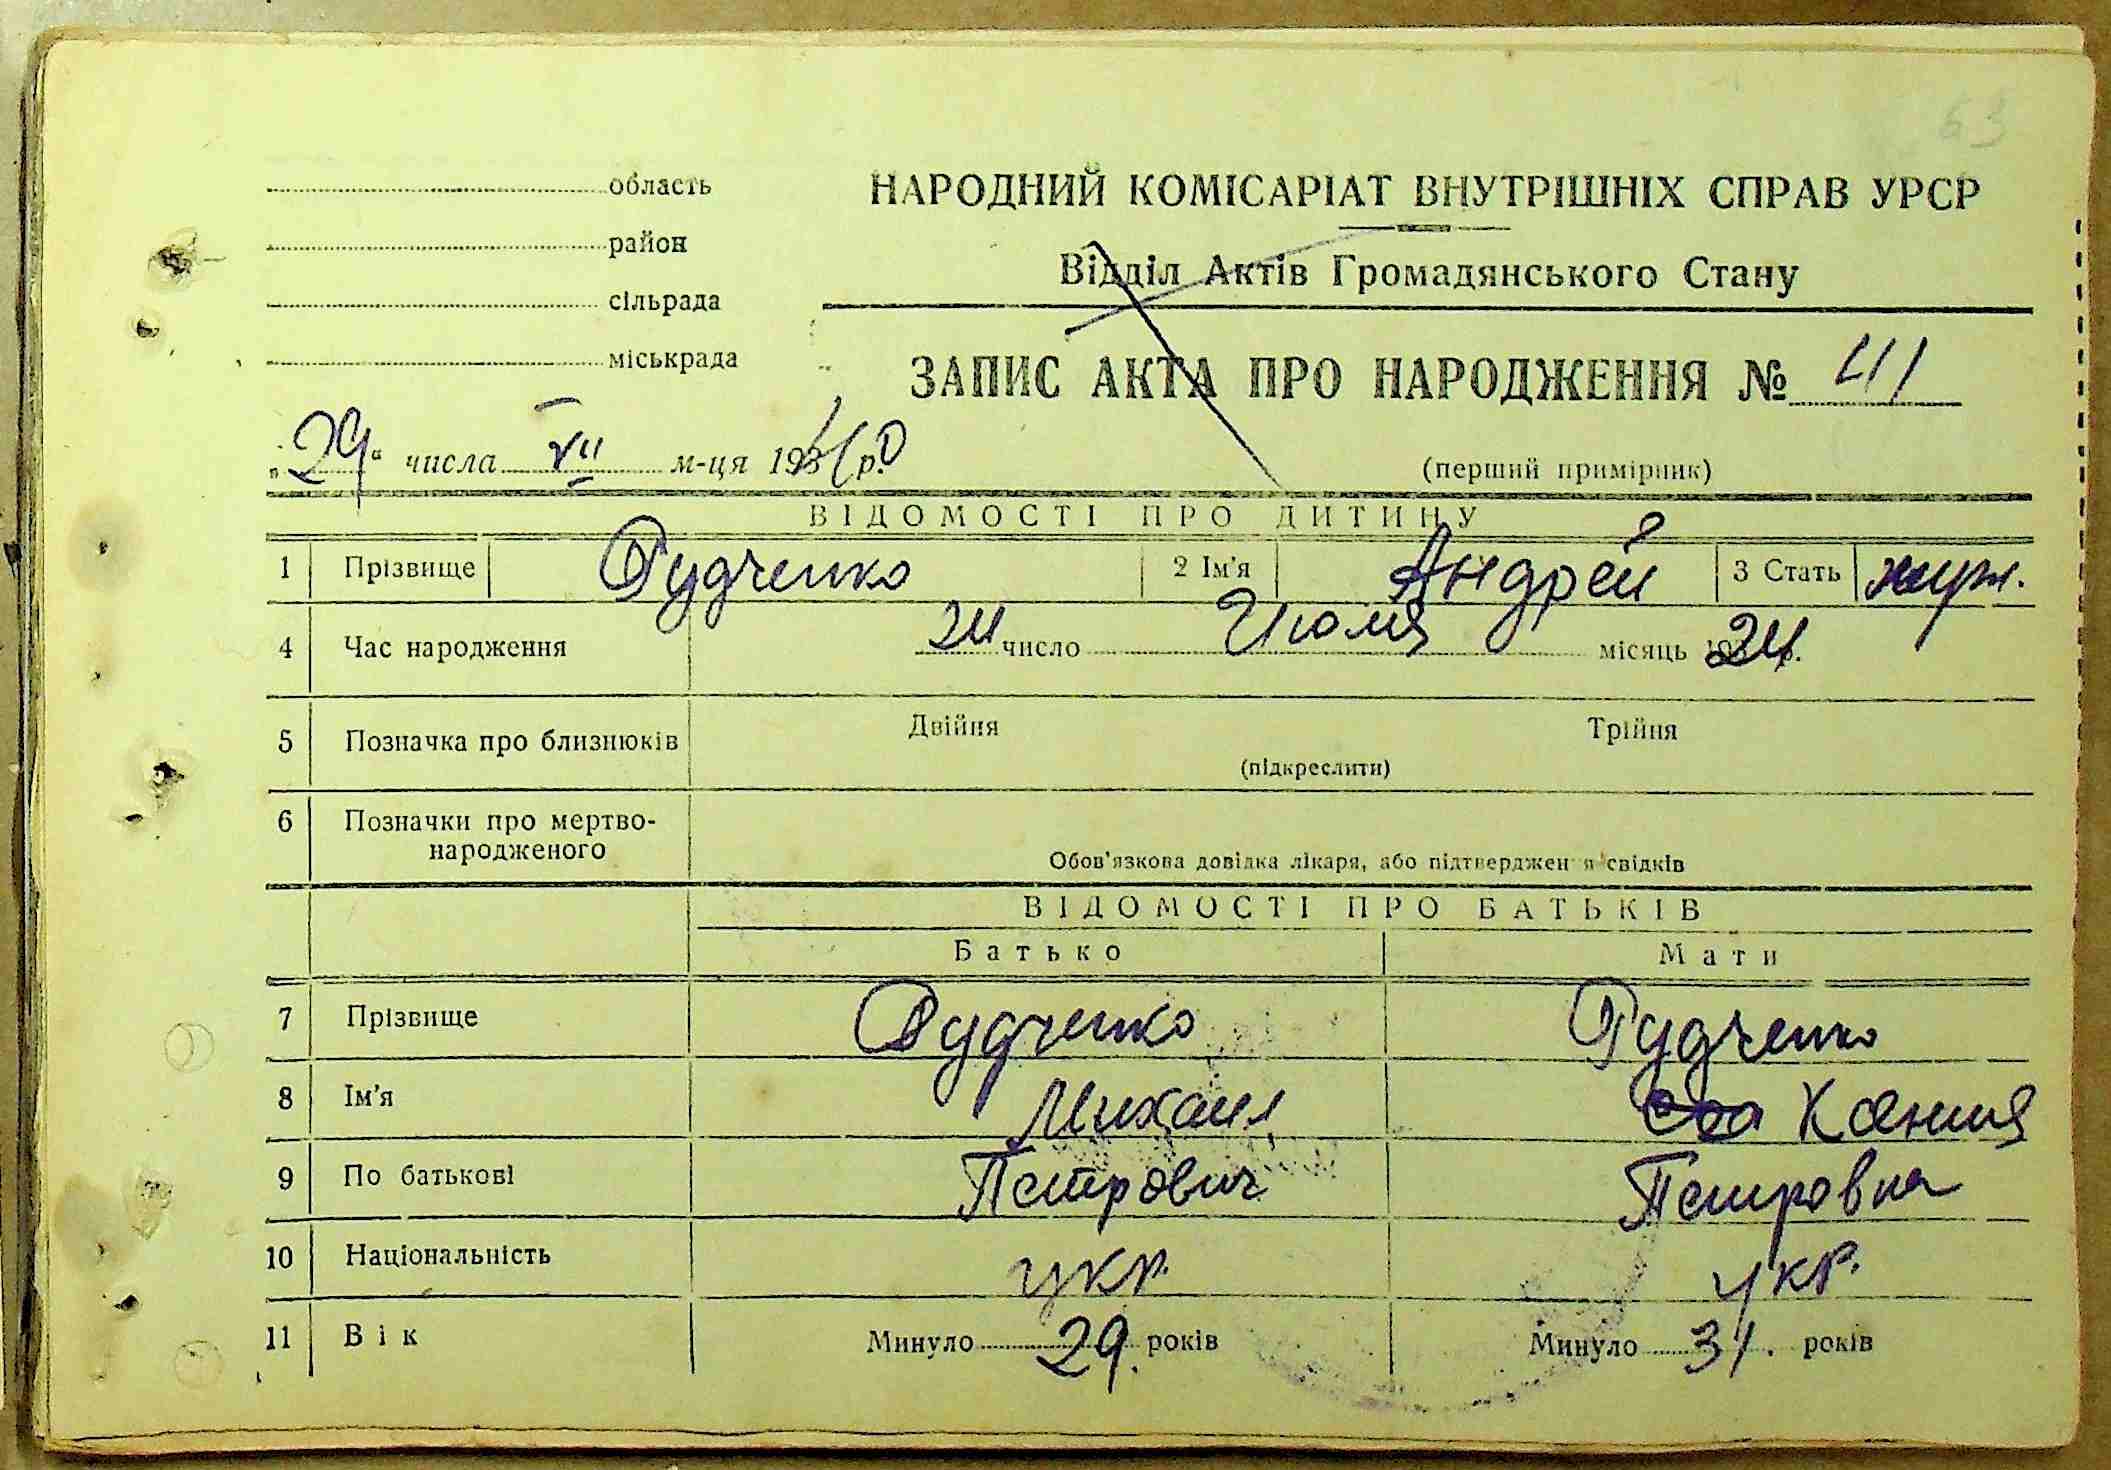 63
область
район
сільрада
міськрада
НАРОДНИЙ КОМІСАРІАТ ВНУТРІШНІХ СПРАВ УРСР
Відділ Актів Громадянського Стану
ЗАПИС АКТА ПРО НАРОДЖЕННЯ №
(перший примірник)
„29“ числа VII м-ця 1940 р.
ВІДОМОСТІ ПРО ДИТИНУ
1 Прізвище Рудченко 2 Ім'я Андрей 3 Стать муж.
4 Час народження 24 число Июля місяць 24 р.
5 Позначка про близнюків Двійня Трійня
(підкреслити)
6 Позначки про мертво-
народженого
Обов'язкова довідка лікаря, або підтвердження свідків
ВІДОМОСТІ ПРО БАТЬКІВ
Батько Мати
7 Прізвище Рудченко Рудченко
8 Ім'я Михаил Ксения
9 По батькові Петрович Петровна
10 Національність укр. укр.
11 Вік Минуло 29. років Минуло 31. років